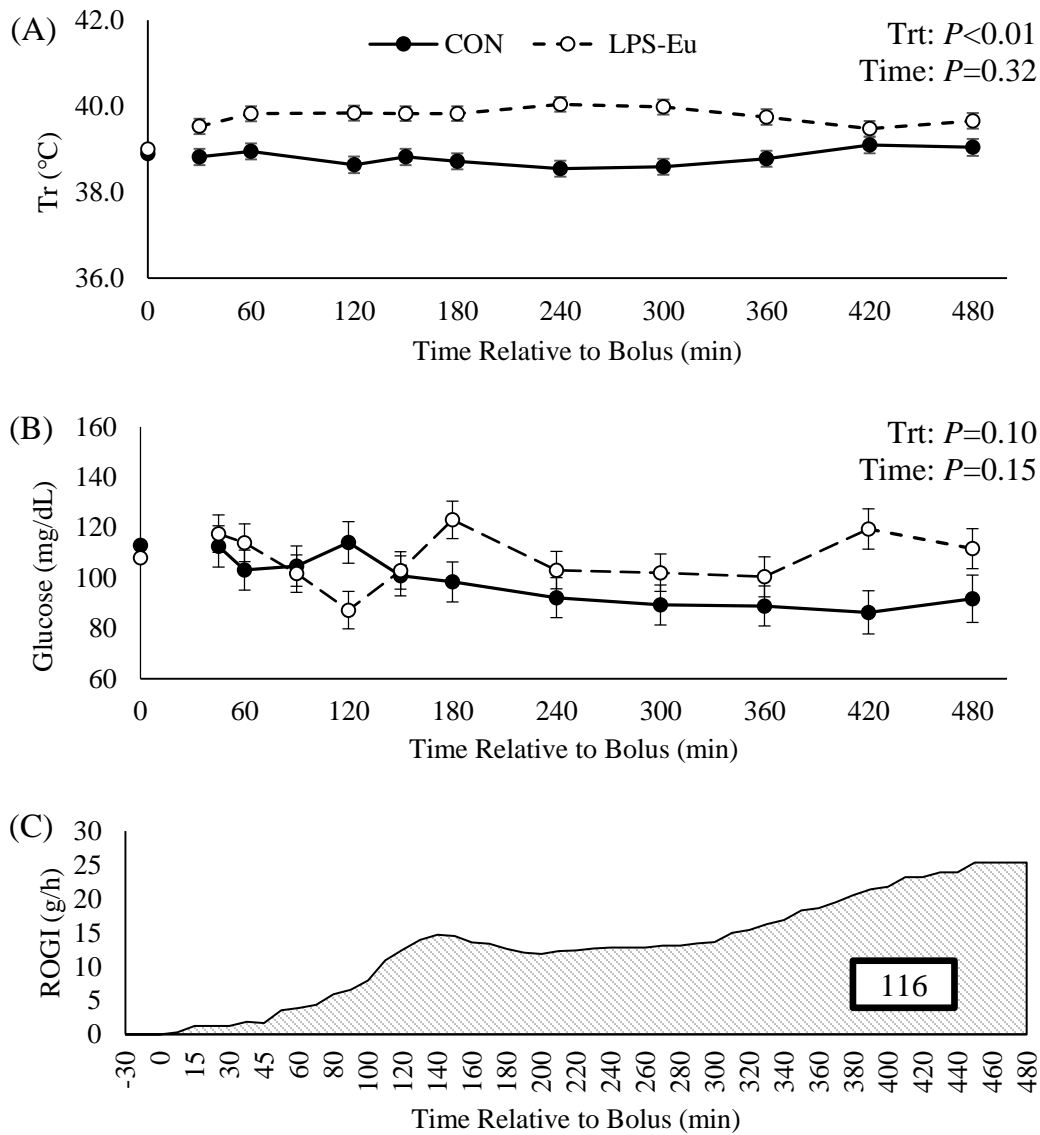 (A)
42.0
40.0
38.0
36.0
Tr (°C)
CON
LPS-Eu
Trt: P<0.01
Time: P=0.32
0 60 120 180 240 300 360 420 480
Time Relative to Bolus (min)
(B)
160
140
120
100
80
60
Glucose (mg/dL)
Trt: P=0.10
Time: P=0.15
0 60 120 180 240 300 360 420 480
Time Relative to Bolus (min)
(C)
30
25
20
15
10
5
0
ROGI (g/h)
116
-30 0 15 30 45 60 80 100 120 140 160 180 200 220 240 260 280 300 320 340 360 380 400 420 440 460 480
Time Relative to Bolus (min)